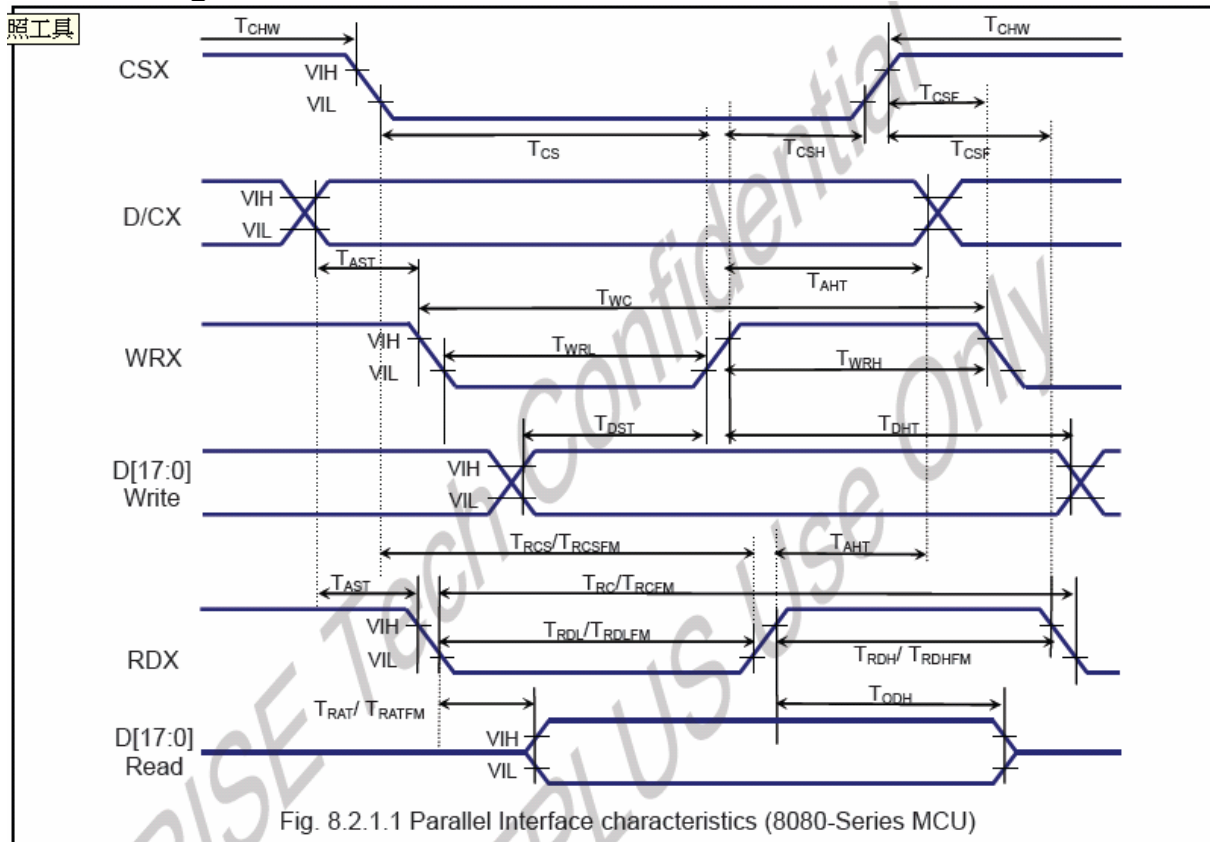 照工具
TCHW
TCHW
CSX
VIH
VIL
TCSF
TCS
TCSH
TCSF
D/CX
VIH
VIL
TAST
TAHT
TWC
WRX
VIH
VIL
TWRL
TWRH
TDST
TDHT
D[17:0]
Write
VIH
VIL
TRCS/TRCSFM
TAHT
TAST
TRC/TRCFM
RDX
VIH
VIL
TRDL/TRDLFM
TRDH/ TRDHFM
TRAT/ TRATFM
TODH
D[17:0]
Read
VIH
VIL
RISE Tech Confidential
PLUS Use Only
Fig. 8.2.1.1 Parallel Interface characteristics (8080-Series MCU)